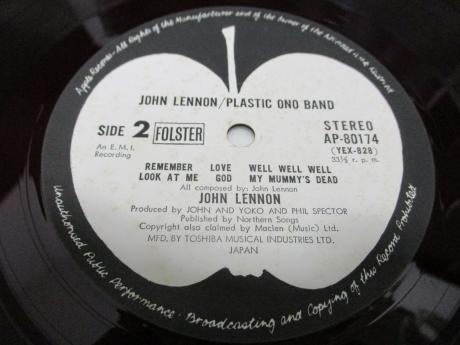 Apple Records · All Rights of the Manufacturer and of the Owner of the Recorded Work Reserved
JOHN LENNON/PLASTIC ONO BAND
SIDE 2 FOLSTER
STEREO
AP-80174
(YEX-828)
33⅓ r. p. m.
An E. M. I.
Recording
REMEMBER LOVE WELL WELL WELL
LOOK AT ME GOD MY MUMMY'S DEAD
All composed by: John Lennon
JOHN LENNON
Produced by JOHN AND YOKO AND PHIL SPECTOR
Published by Northern Songs
Copyright also claimed by Maclen (Music) Ltd.
MFD. BY TOSHIBA MUSICAL INDUSTRIES LTD.
JAPAN
Unauthorised Public Performance · Broadcasting and Copying of this Record Prohibited